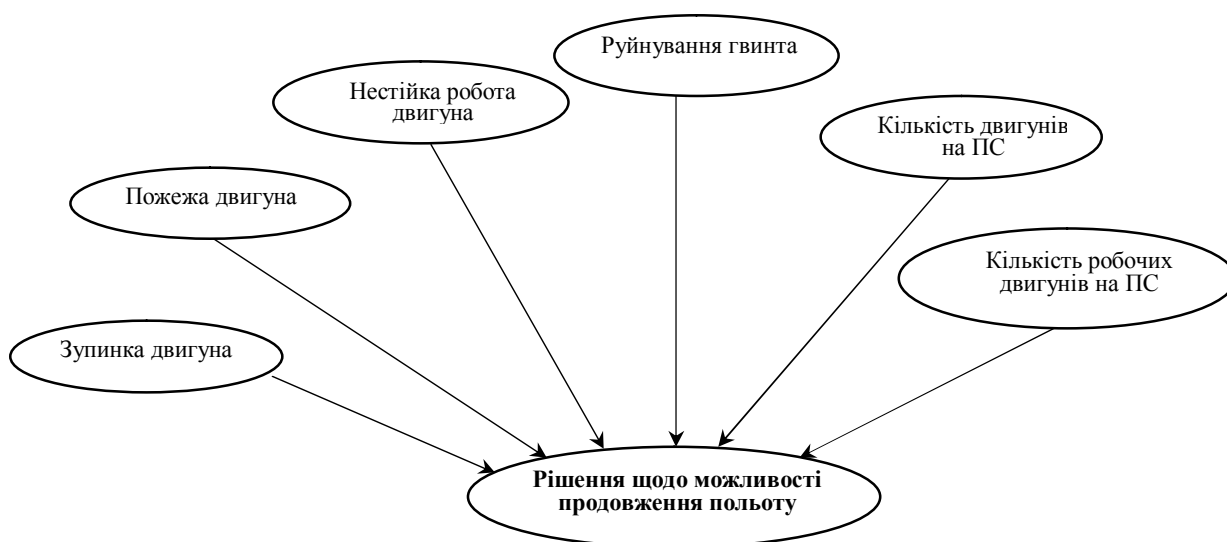 Руйнування гвинта
Нестійка робота
двигуна
Кількість двигунів
на ПС
Пожежа двигуна
Кількість робочих
двигунів на ПС
Зупинка двигуна
Рішення щодо можливості
продовження польоту